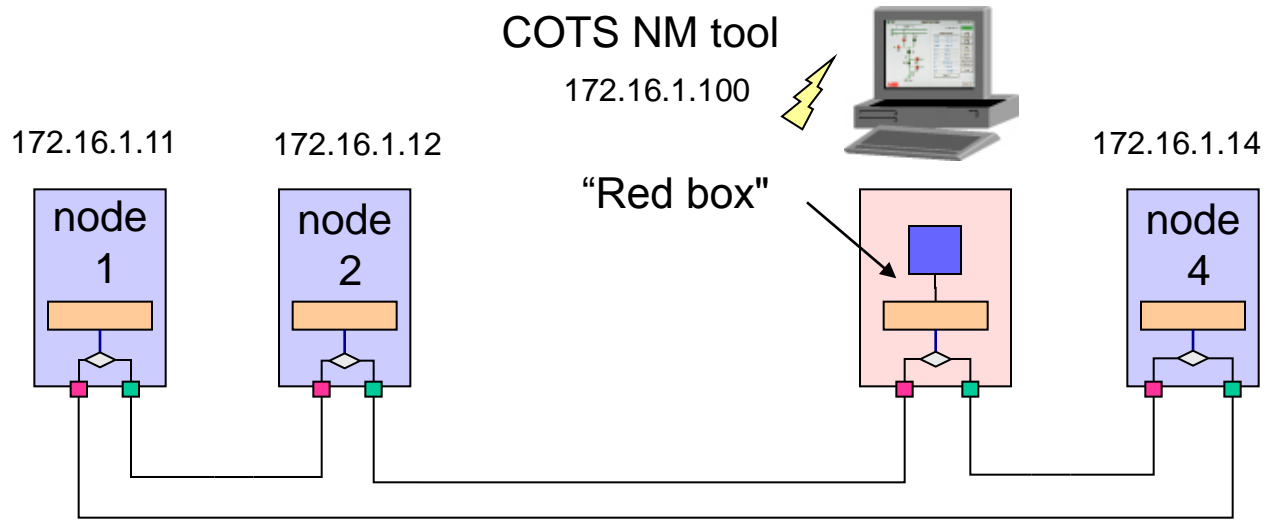 COTS NM tool
172.16.1.100
172.16.1.11
172.16.1.12
172.16.1.14
“Red box"
node
1
node
2
node
4